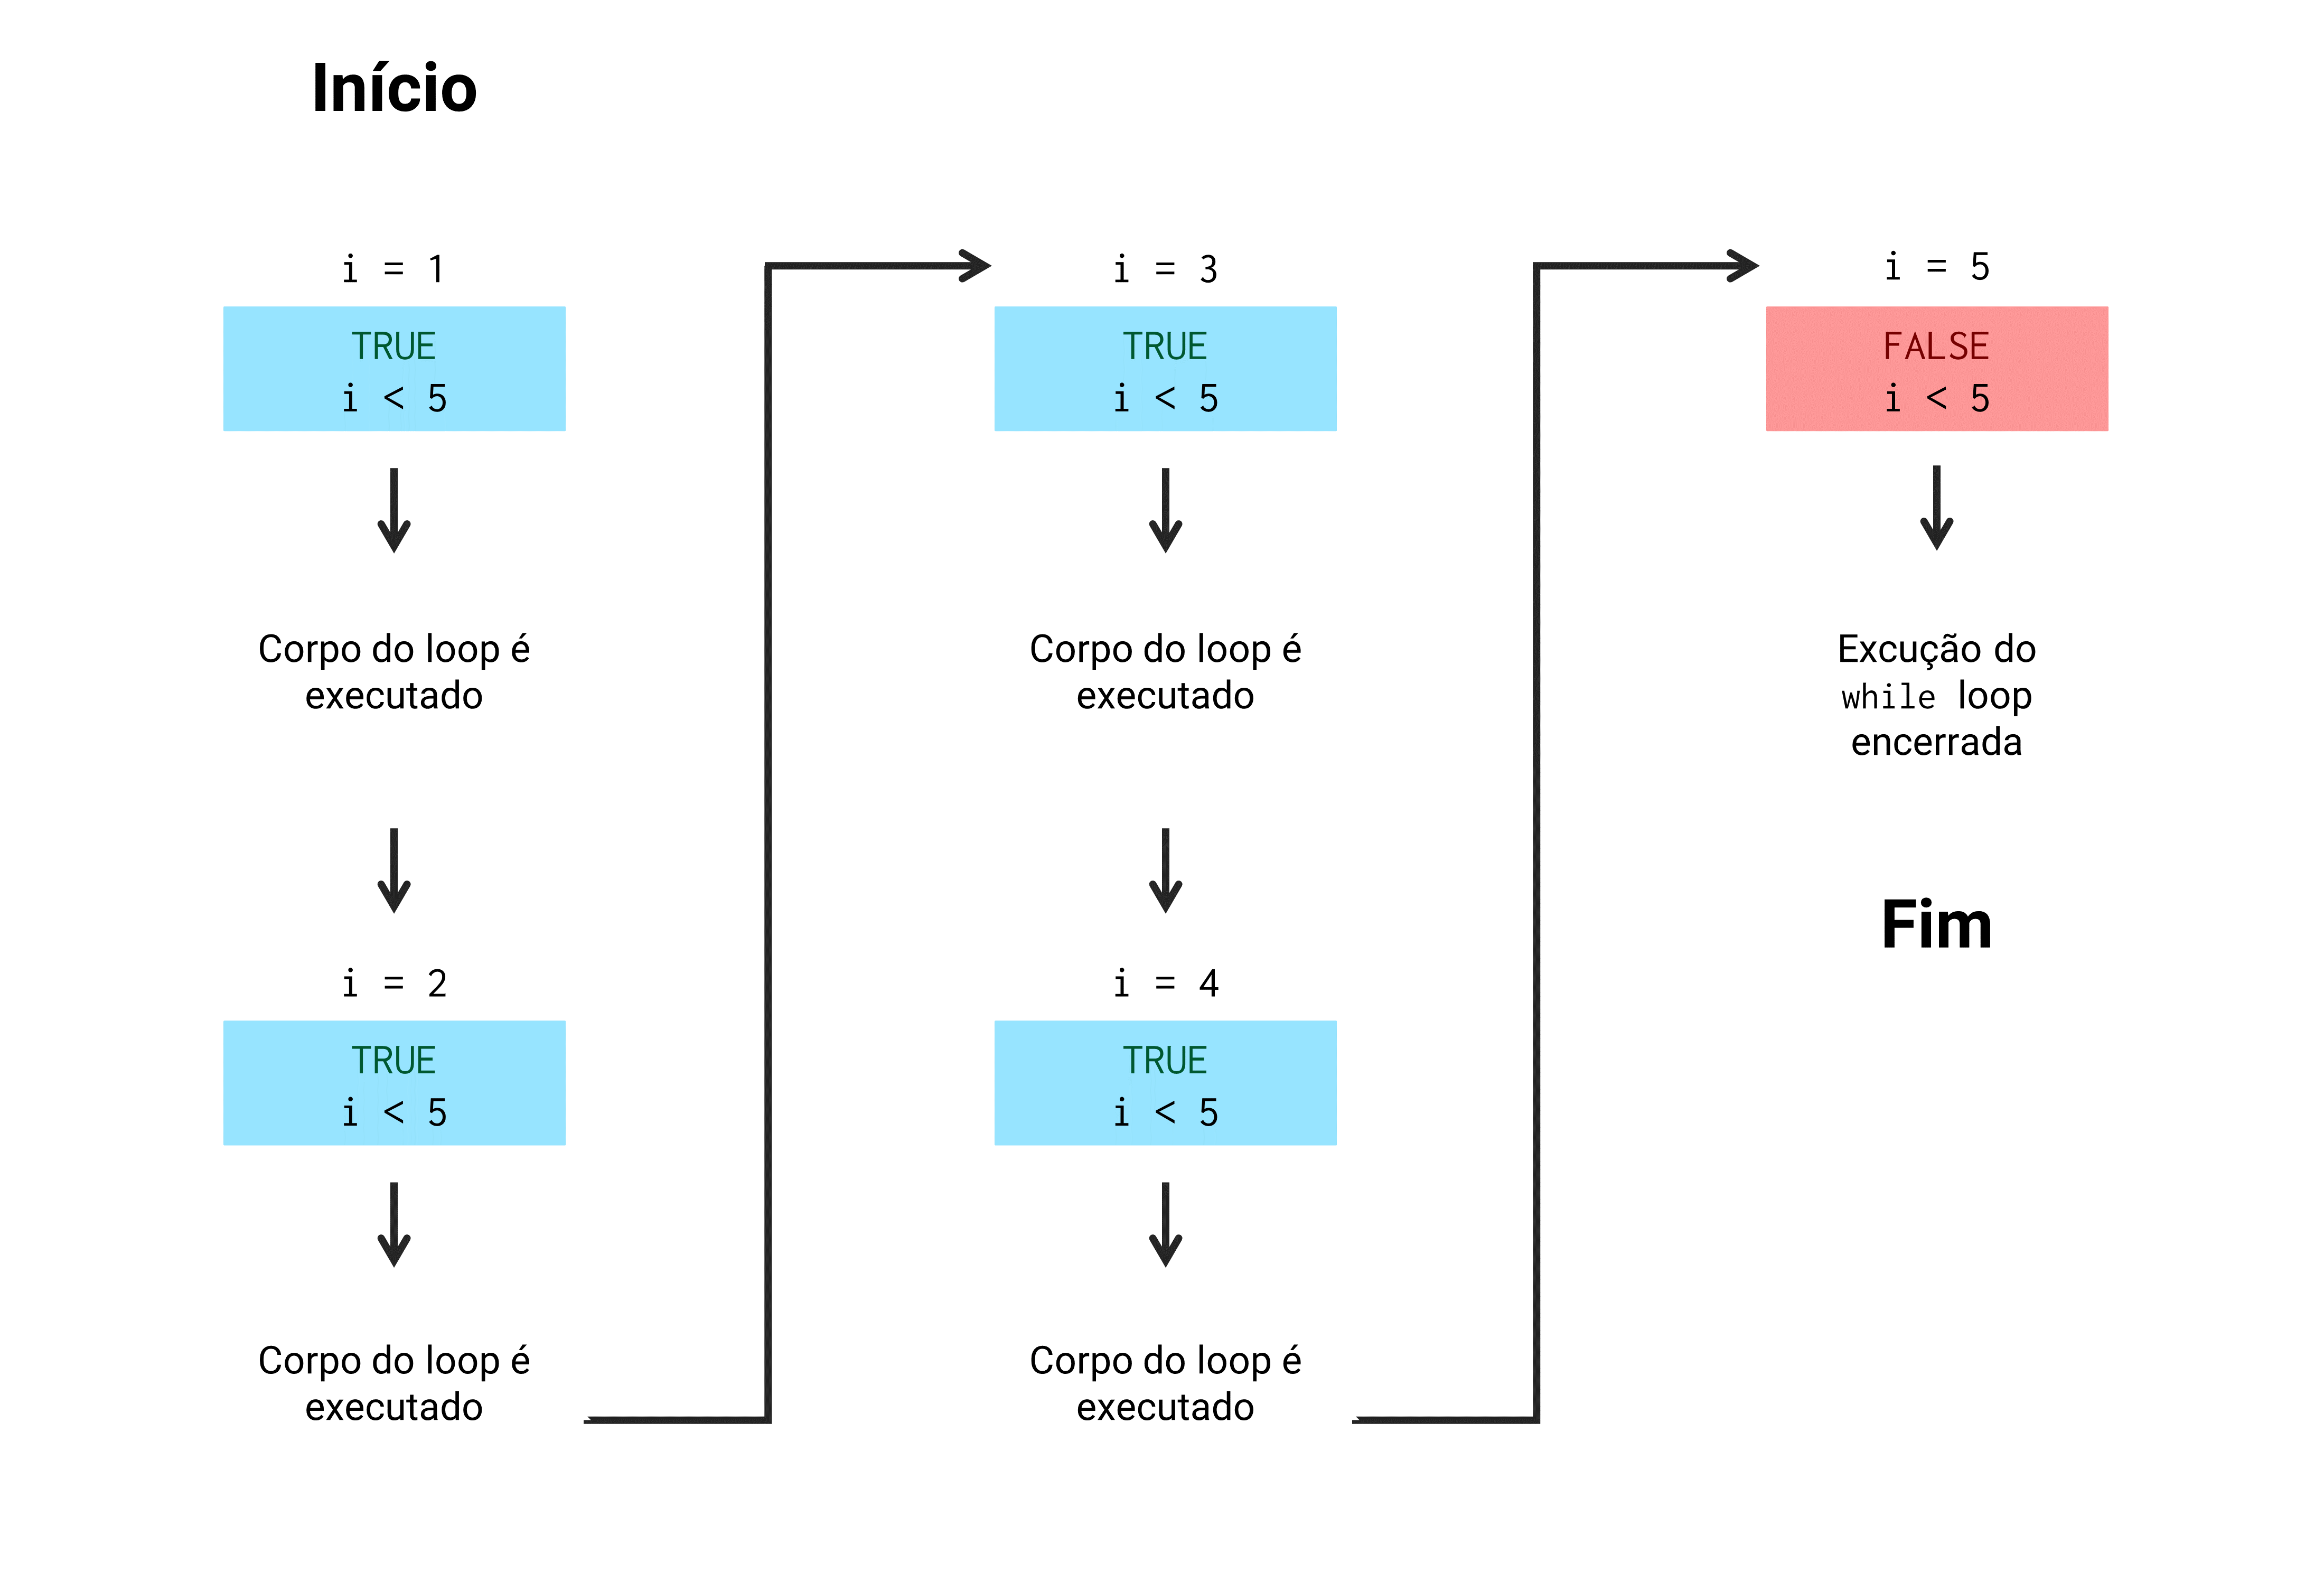 Início
i = 1
TRUE
i < 5
Corpo do loop é
executado
i = 2
TRUE
i < 5
Corpo do loop é
executado
i = 3
TRUE
i < 5
Corpo do loop é
executado
i = 4
TRUE
i < 5
Corpo do loop é
executado
i = 5
FALSE
i < 5
Excução do
while loop
encerrada
Fim